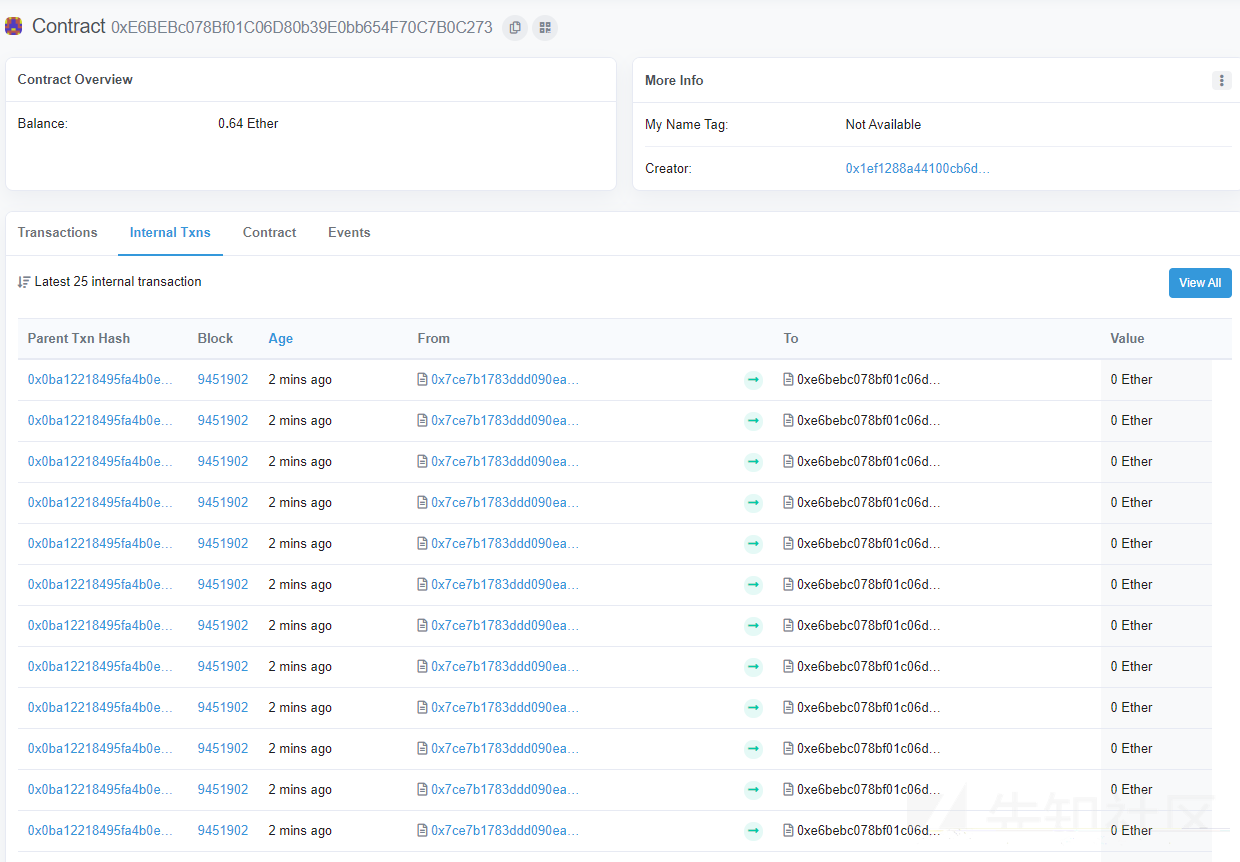 Contract 0xE6BEBc078Bf01C06D80b39E0bb654F70C7B0C273
Contract Overview
Balance: 0.64 Ether
More Info
My Name Tag: Not Available
Creator: 0x1ef1288a44100cb6d...
Transactions Internal Txns Contract Events
Latest 25 internal transaction
View All
Parent Txn Hash Block Age From To Value
0x0ba12218495fa4b0e... 9451902 2 mins ago 0x7ce7b1783ddd090ea... 0xe6bebc078bf01c06d... 0 Ether
0x0ba12218495fa4b0e... 9451902 2 mins ago 0x7ce7b1783ddd090ea... 0xe6bebc078bf01c06d... 0 Ether
0x0ba12218495fa4b0e... 9451902 2 mins ago 0x7ce7b1783ddd090ea... 0xe6bebc078bf01c06d... 0 Ether
0x0ba12218495fa4b0e... 9451902 2 mins ago 0x7ce7b1783ddd090ea... 0xe6bebc078bf01c06d... 0 Ether
0x0ba12218495fa4b0e... 9451902 2 mins ago 0x7ce7b1783ddd090ea... 0xe6bebc078bf01c06d... 0 Ether
0x0ba12218495fa4b0e... 9451902 2 mins ago 0x7ce7b1783ddd090ea... 0xe6bebc078bf01c06d... 0 Ether
0x0ba12218495fa4b0e... 9451902 2 mins ago 0x7ce7b1783ddd090ea... 0xe6bebc078bf01c06d... 0 Ether
0x0ba12218495fa4b0e... 9451902 2 mins ago 0x7ce7b1783ddd090ea... 0xe6bebc078bf01c06d... 0 Ether
0x0ba12218495fa4b0e... 9451902 2 mins ago 0x7ce7b1783ddd090ea... 0xe6bebc078bf01c06d... 0 Ether
0x0ba12218495fa4b0e... 9451902 2 mins ago 0x7ce7b1783ddd090ea... 0xe6bebc078bf01c06d... 0 Ether
0x0ba12218495fa4b0e... 9451902 2 mins ago 0x7ce7b1783ddd090ea... 0xe6bebc078bf01c06d... 0 Ether
0x0ba12218495fa4b0e... 9451902 2 mins ago 0x7ce7b1783ddd090ea... 0xe6bebc078bf01c06d... 0 Ether
先知社区